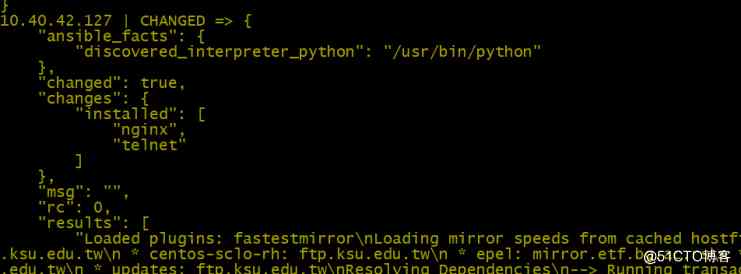 }
10.40.42.127 | CHANGED => {
    "ansible_facts": {
        "discovered_interpreter_python": "/usr/bin/python"
    },
    "changed": true,
    "changes": {
        "installed": [
            "nginx",
            "telnet"
        ]
    },
    "msg": "",
    "rc": 0,
    "results": [
        "Loaded plugins: fastestmirror\nLoading mirror speeds from cached hostfi
.ksu.edu.tw\n * centos-sclo-rh: ftp.ksu.edu.tw\n * epel: mirror.etf.b
.edu.tw\n * updates: ftp.ksu.edu.tw\nResolving Dependencies\n--> Running transa
@51CTO博客